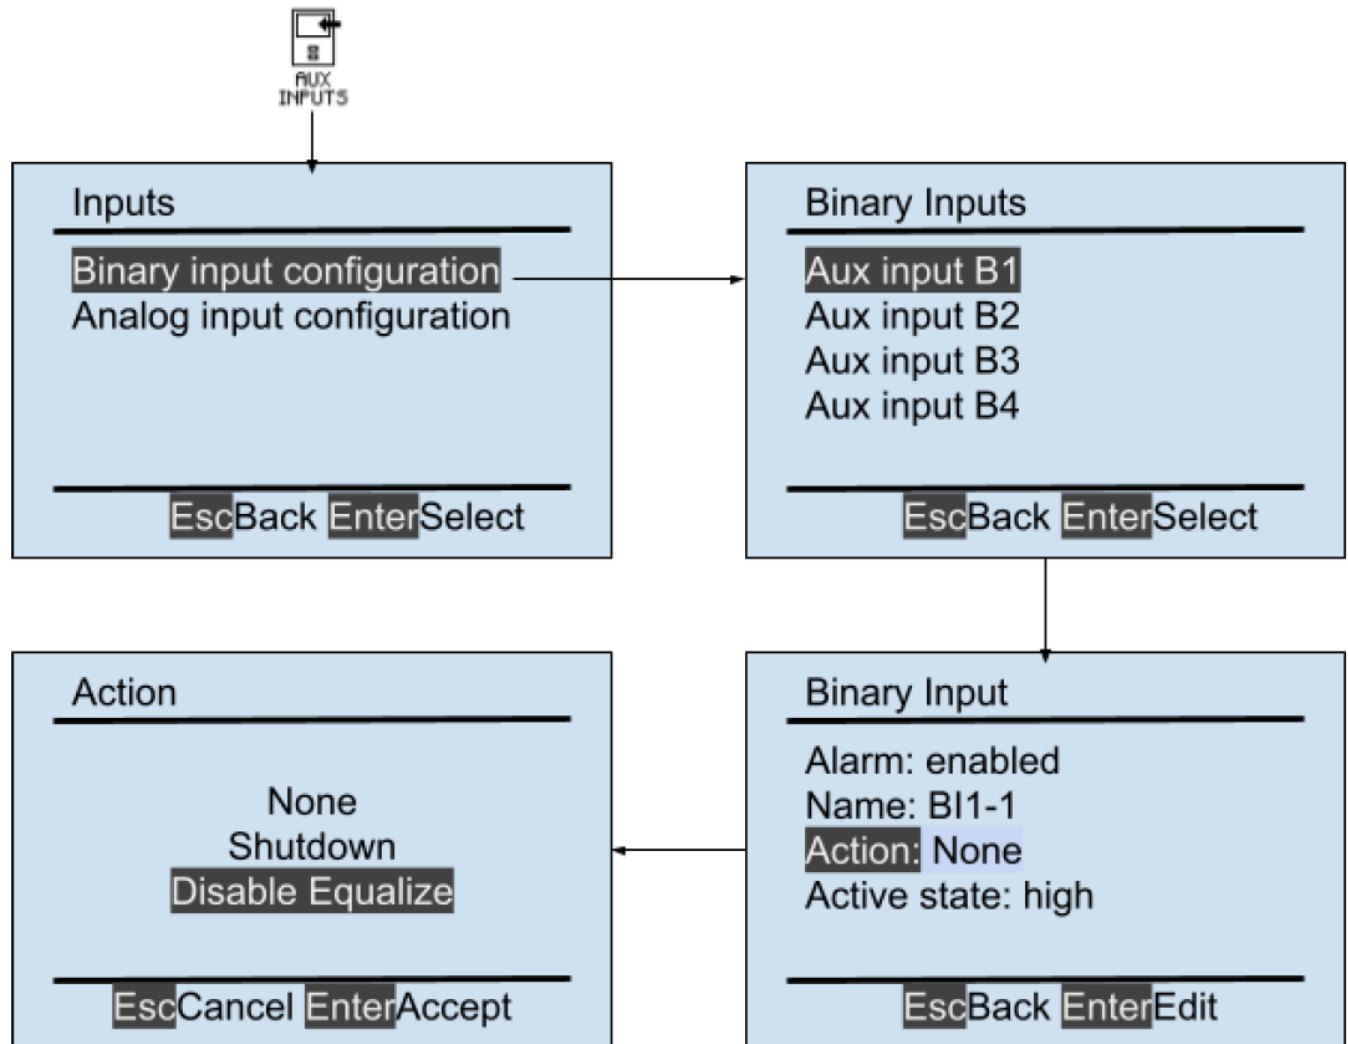 AUX
INPUTS
Inputs
Binary input configuration
Analog input configuration
EscBack EnterSelect
Binary Inputs
Aux input B1
Aux input B2
Aux input B3
Aux input B4
EscBack EnterSelect
Binary Input
Alarm: enabled
Name: BI1-1
Action: None
Active state: high
EscBack EnterEdit
Action
None
Shutdown
Disable Equalize
EscCancel EnterAccept